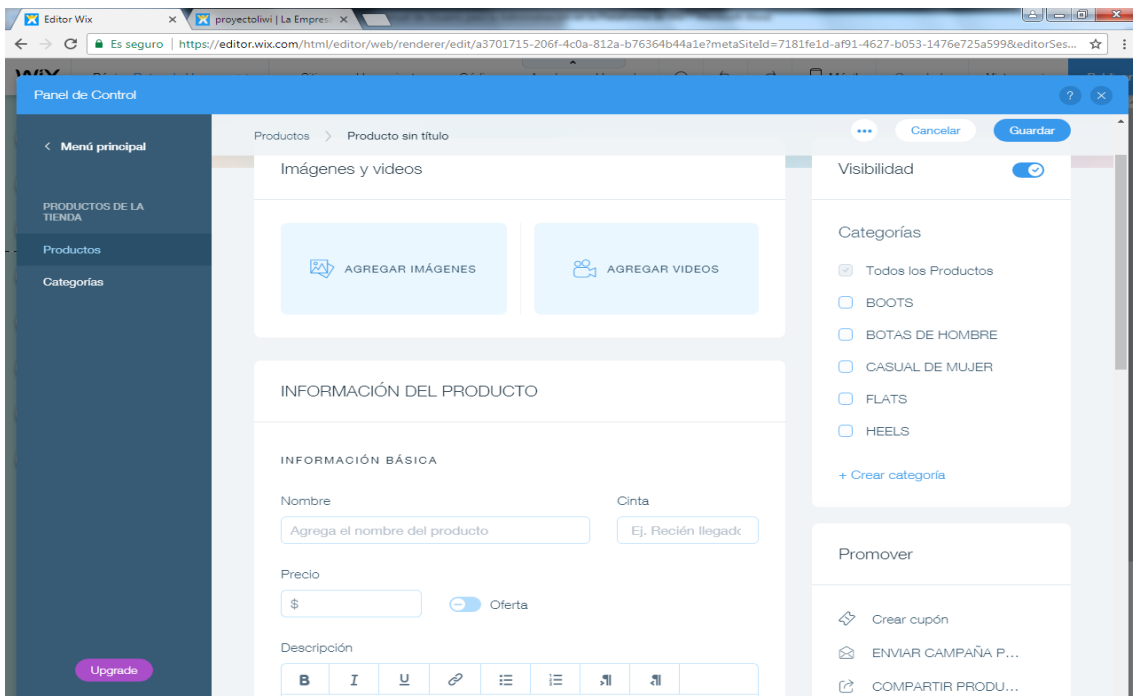 Editor Wix
proyectoliwi | La Empres
Es seguro | https://editor.wix.com/html/editor/web/renderer/edit/a3701715-206f-4c0a-812a-b76364b44a1e?metaSiteId=7181fe1d-af91-4627-b053-1476e725a599&editorSes...
Panel de Control
Menú principal
PRODUCTOS DE LA
TIENDA
Productos
Categorías
Upgrade
Productos > Producto sin título
Cancelar
Guardar
Imágenes y videos
AGREGAR IMÁGENES
AGREGAR VIDEOS
INFORMACIÓN DEL PRODUCTO
INFORMACIÓN BÁSICA
Nombre
Cinta
Agrega el nombre del producto
Ej. Recién llegado
Precio
$
Oferta
Descripción
B I U
Visibilidad
Categorías
Todos los Productos
BOOTS
BOTAS DE HOMBRE
CASUAL DE MUJER
FLATS
HEELS
+ Crear categoría
Promover
Crear cupón
ENVIAR CAMPAÑA P...
COMPARTIR PRODU...